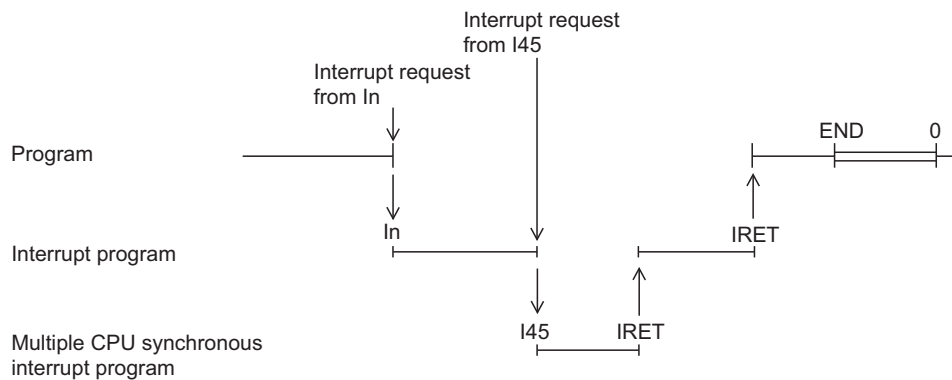 Interrupt request
from I45
Interrupt request
from In
Program
END
0
In
IRET
Interrupt program
I45
IRET
Multiple CPU synchronous
interrupt program